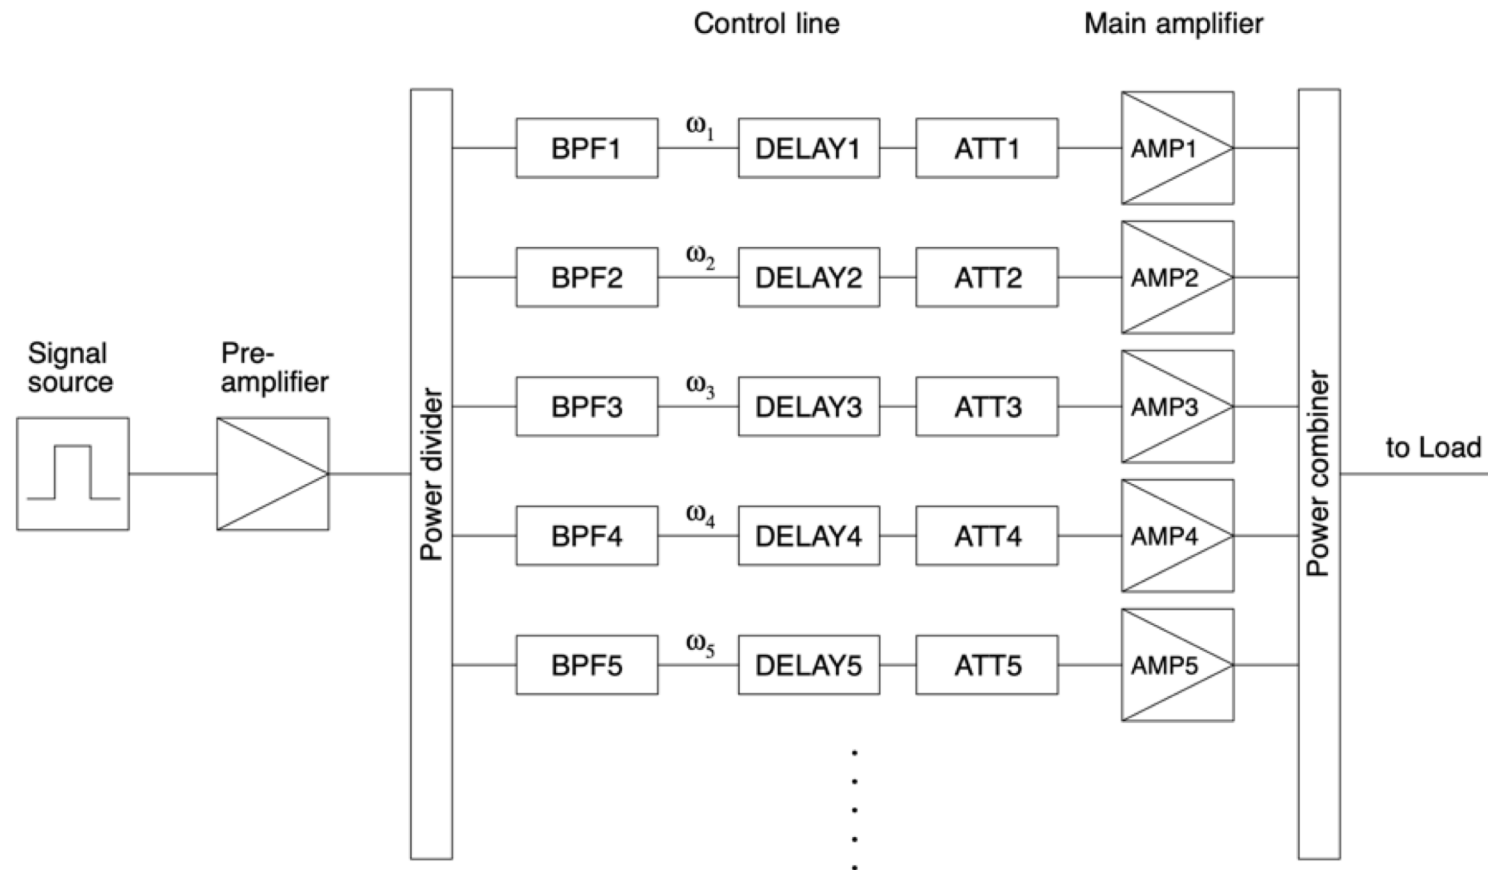 Control line
Main amplifier
BPF1
ω1
DELAY1
ATT1
AMP1
BPF2
ω2
DELAY2
ATT2
AMP2
Signal
source
Pre-
amplifier
Power divider
BPF3
ω3
DELAY3
ATT3
AMP3
Power combiner
to Load
BPF4
ω4
DELAY4
ATT4
AMP4
BPF5
ω5
DELAY5
ATT5
AMP5